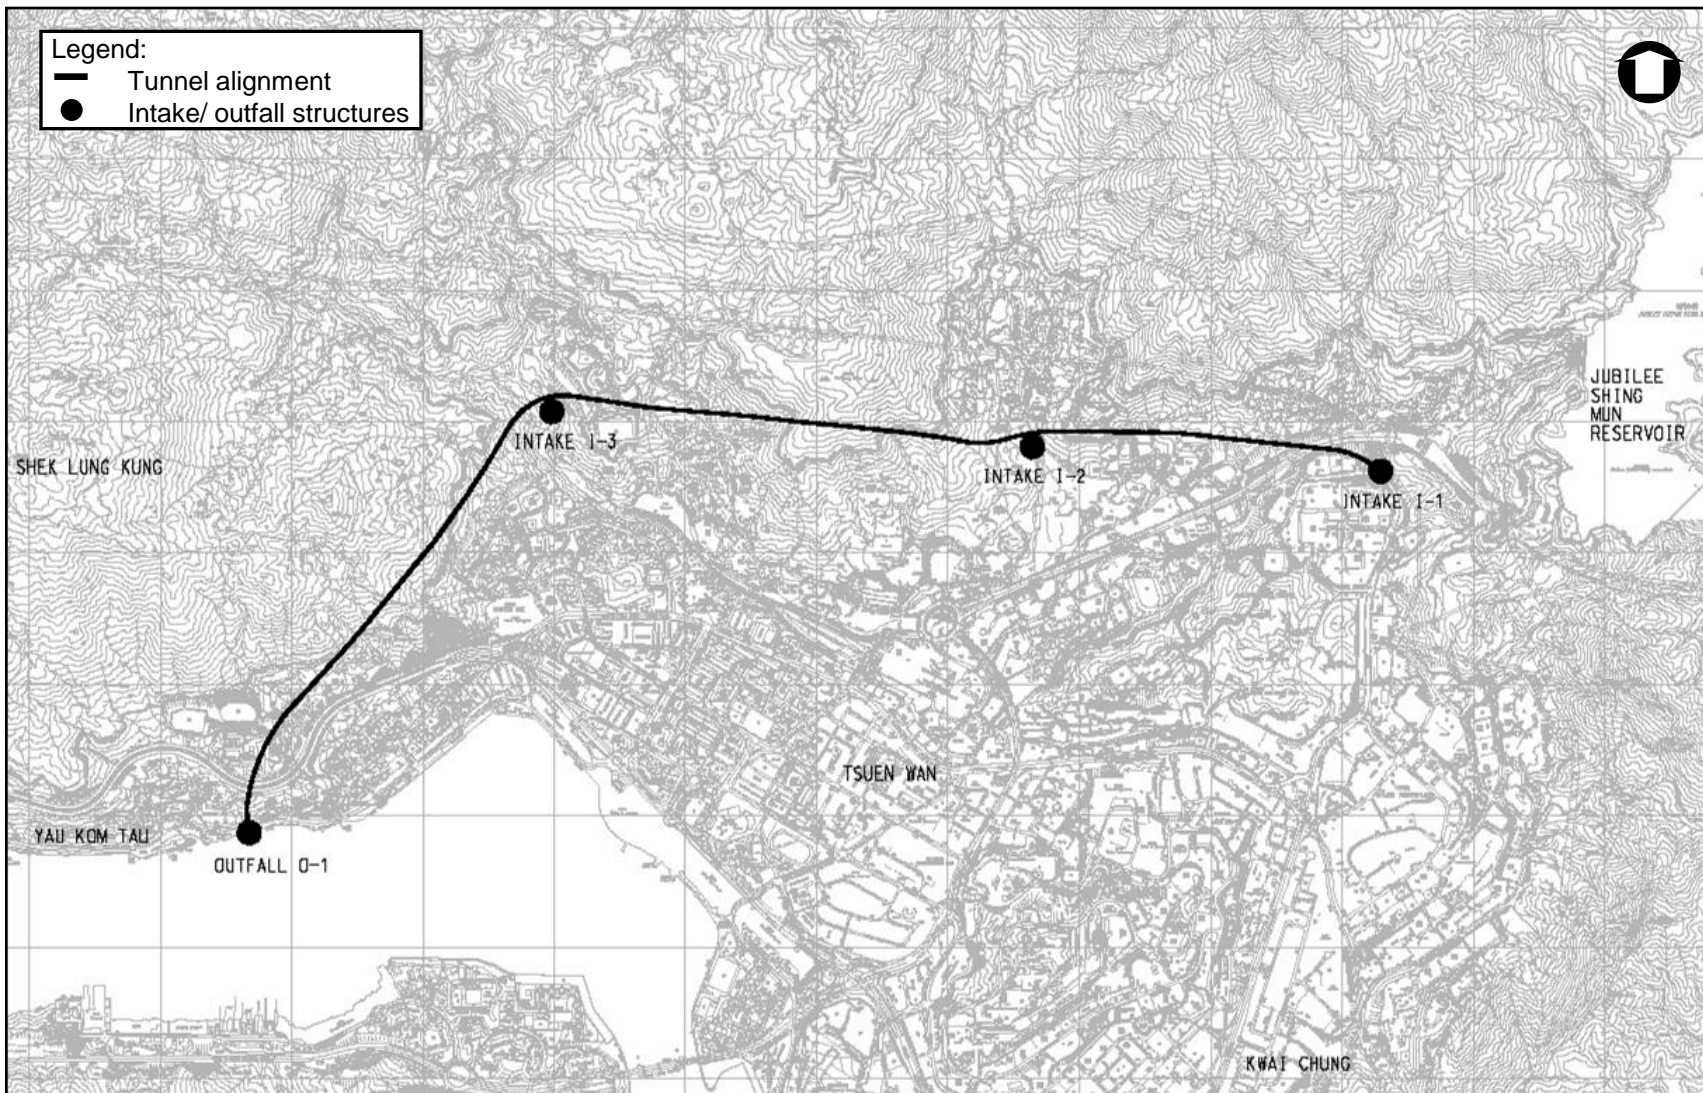 Legend:
Tunnel alignment
Intake/ outfall structures
JUBILEE
SHING
MUN
RESERVOIR
INTAKE I-3
SHEK LUNG KUNG
INTAKE I-2
INTAKE I-1
TSUEN WAN
YAU KOM TAU
OUTFALL O-1
KWAI CHUNG